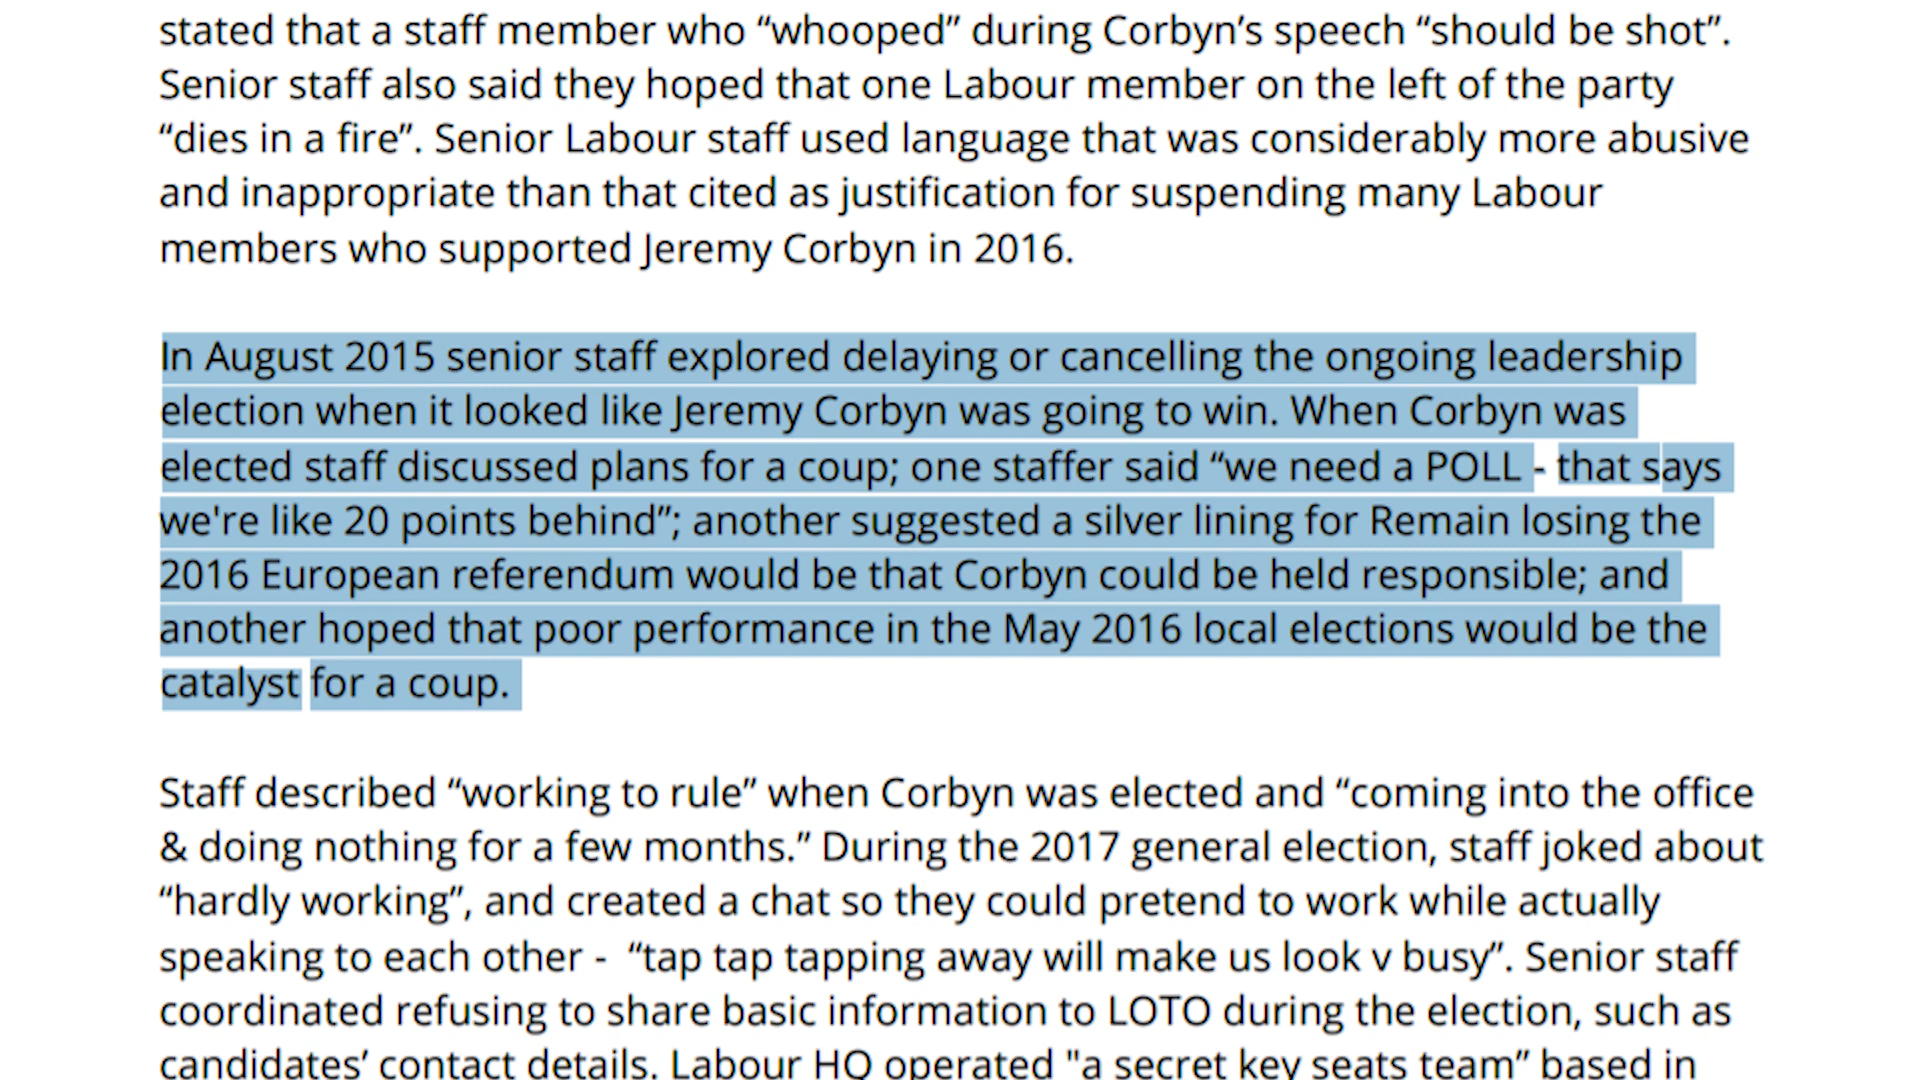 stated that a staff member who “whooped” during Corbyn’s speech “should be shot”.
Senior staff also said they hoped that one Labour member on the left of the party
“dies in a fire”. Senior Labour staff used language that was considerably more abusive
and inappropriate than that cited as justification for suspending many Labour
members who supported Jeremy Corbyn in 2016.
In August 2015 senior staff explored delaying or cancelling the ongoing leadership
election when it looked like Jeremy Corbyn was going to win. When Corbyn was
elected staff discussed plans for a coup; one staffer said “we need a POLL - that says
we're like 20 points behind”; another suggested a silver lining for Remain losing the
2016 European referendum would be that Corbyn could be held responsible; and
another hoped that poor performance in the May 2016 local elections would be the
catalyst for a coup.
Staff described “working to rule” when Corbyn was elected and “coming into the office
& doing nothing for a few months.” During the 2017 general election, staff joked about
“hardly working”, and created a chat so they could pretend to work while actually
speaking to each other -  “tap tap tapping away will make us look v busy”. Senior staff
coordinated refusing to share basic information to LOTO during the election, such as
candidates’ contact details. Labour HQ operated "a secret key seats team” based in